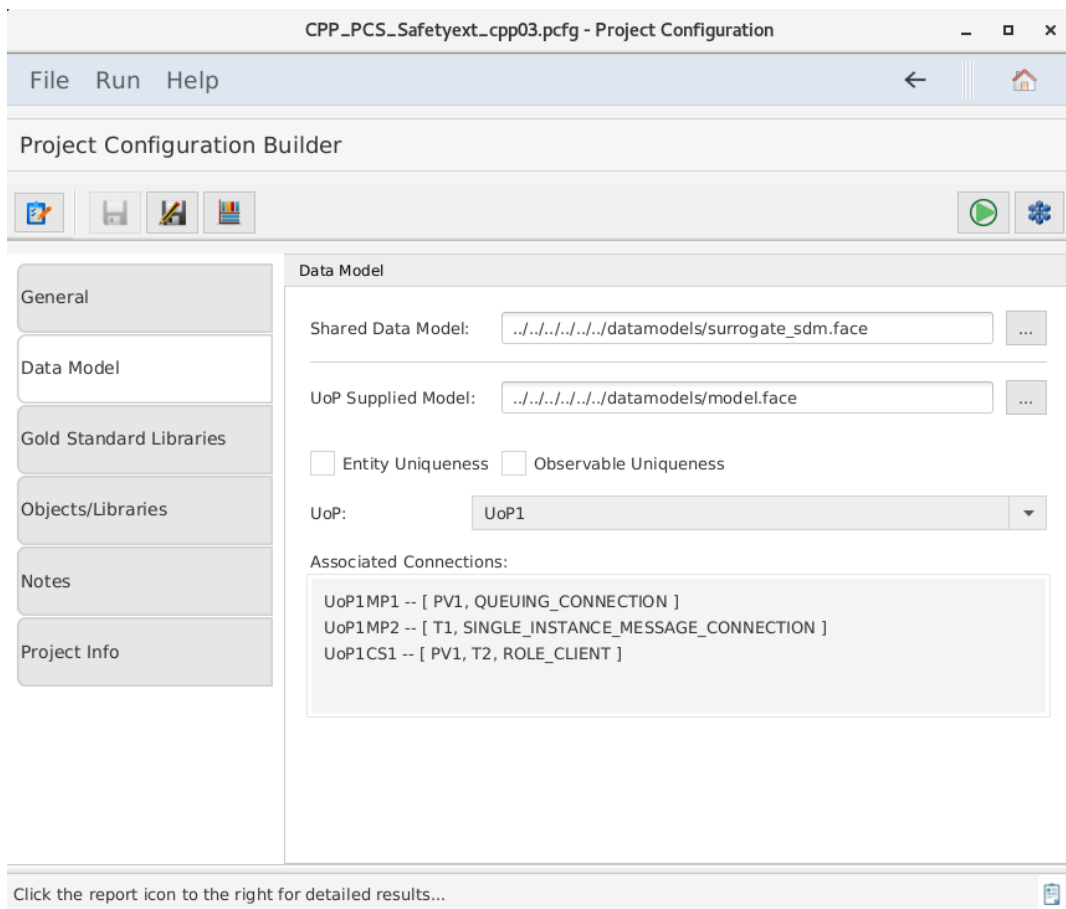 CPP_PCS_Safetyext_cpp03.pcfg - Project Configuration
File Run Help
Project Configuration Builder
General
Data Model
Gold Standard Libraries
Objects/Libraries
Notes
Project Info
Data Model
Shared Data Model: ../../../../../../datamodels/surrogate_sdm.face ...
UoP Supplied Model: ../../../../../../datamodels/model.face ...
Entity Uniqueness Observable Uniqueness
UoP: UoP1
Associated Connections:
UoP1MP1 -- [ PV1, QUEUING_CONNECTION ]
UoP1MP2 -- [ T1, SINGLE_INSTANCE_MESSAGE_CONNECTION ]
UoP1CS1 -- [ PV1, T2, ROLE_CLIENT ]
Click the report icon to the right for detailed results...